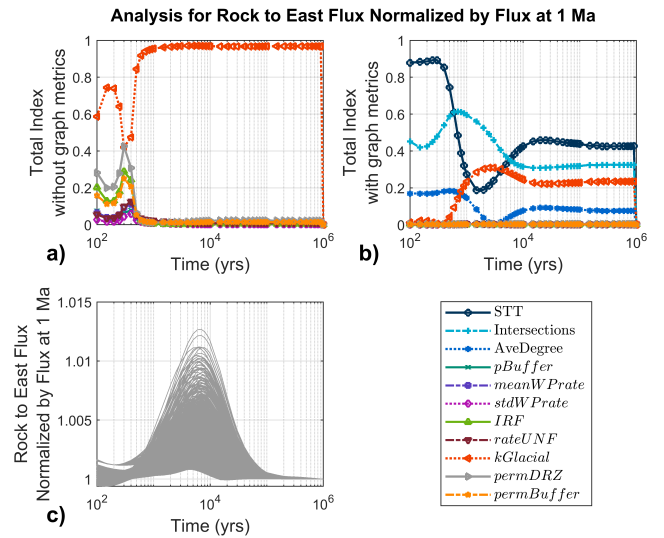 Analysis for Rock to East Flux Normalized by Flux at 1 Ma
Total Index
without graph metrics
1
0.8
0.6
0.4
0.2
0
10^2
10^4
10^6
Time (yrs)
a)
Total Index
with graph metrics
1
0.8
0.6
0.4
0.2
0
10^2
10^4
10^6
Time (yrs)
b)
Rock to East Flux
Normalized by Flux at 1 Ma
1.015
1.01
1.005
1
10^2
10^4
10^6
Time (yrs)
c)
STT
Intersections
AveDegree
pBuffer
meanWPrate
stdWPrate
IRF
rateUNF
kGlacial
permDRZ
permBuffer